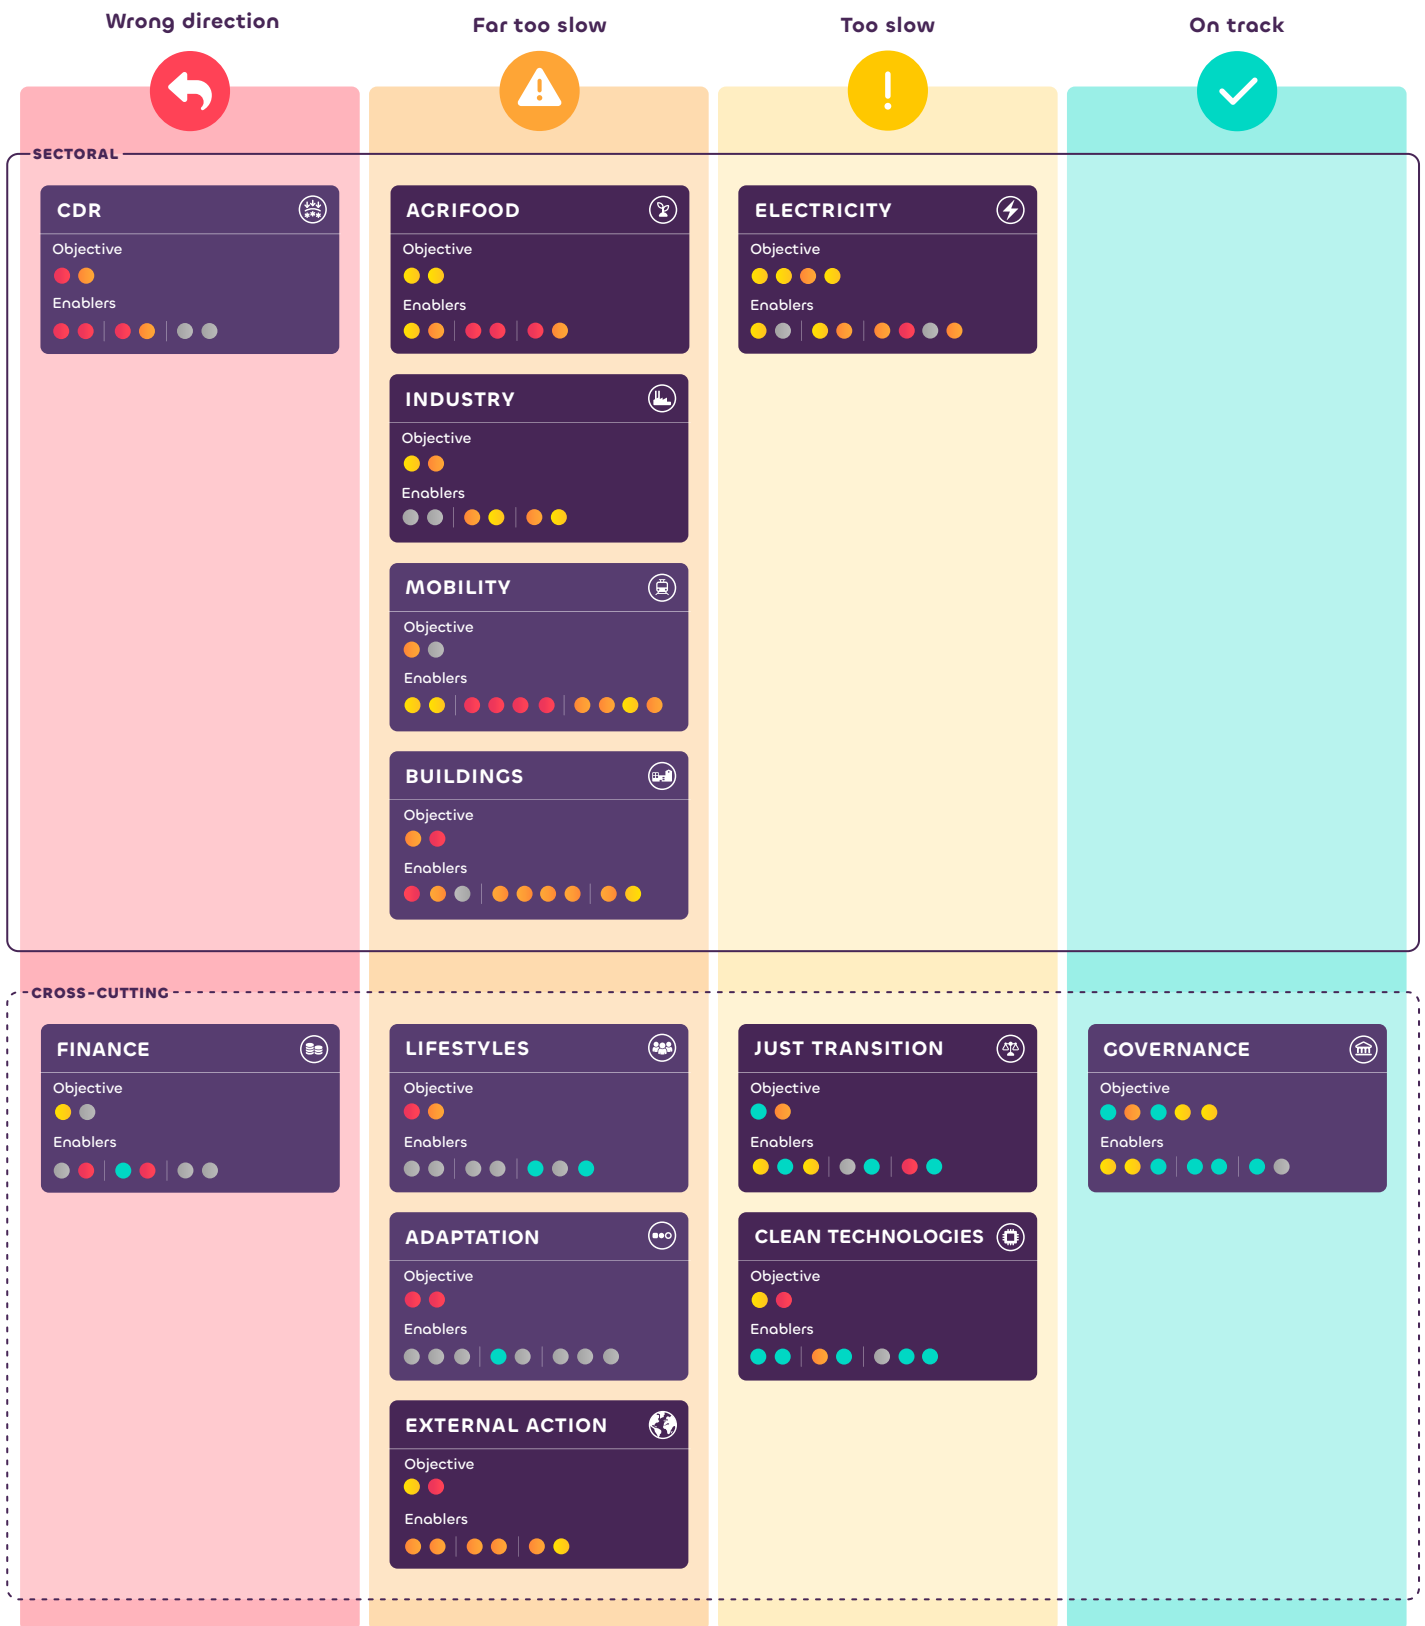 Wrong direction
Far too slow
Too slow
On track
SECTORAL
CDR
Objective
Enablers
AGRIFOOD
Objective
Enablers
ELECTRICITY
Objective
Enablers
INDUSTRY
Objective
Enablers
MOBILITY
Objective
Enablers
BUILDINGS
Objective
Enablers
CROSS-CUTTING
FINANCE
Objective
Enablers
LIFESTYLES
Objective
Enablers
JUST TRANSITION
Objective
Enablers
GOVERNANCE
Objective
Enablers
ADAPTATION
Objective
Enablers
CLEAN TECHNOLOGIES
Objective
Enablers
EXTERNAL ACTION
Objective
Enablers